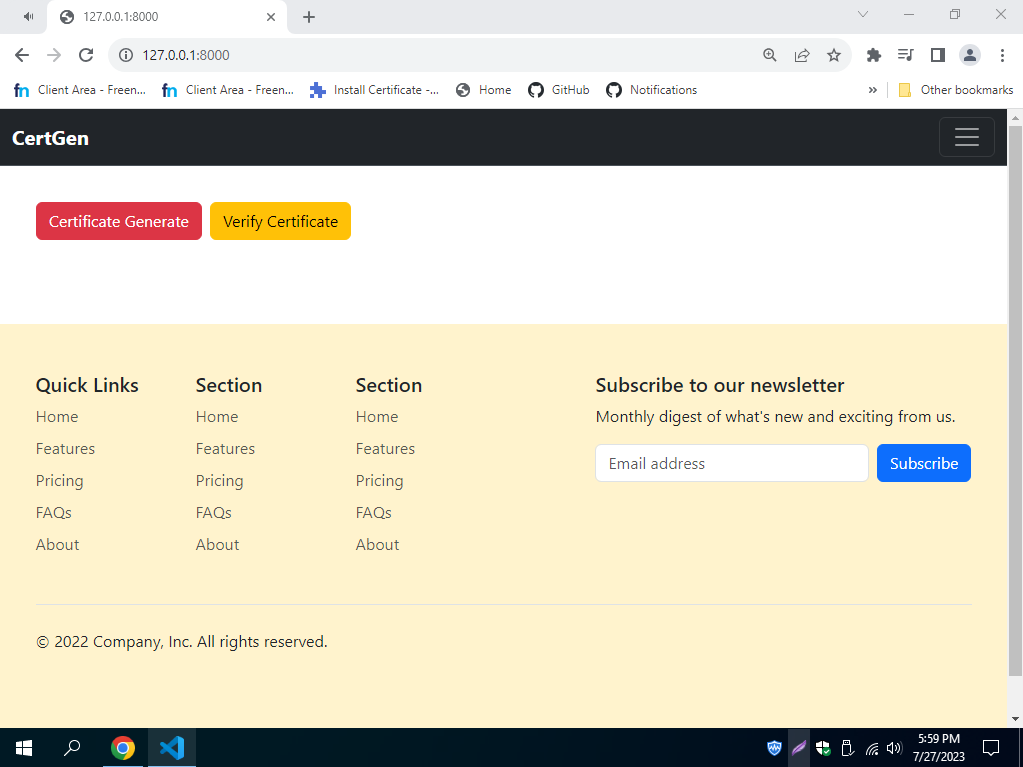 127.0.0.1:8000
127.0.0.1:8000
Client Area - Freen... Client Area - Freen... Install Certificate -... Home GitHub Notifications » Other bookmarks
CertGen
Certificate Generate Verify Certificate
Quick Links Section Section Subscribe to our newsletter
Home Home Home Monthly digest of what's new and exciting from us.
Features Features Features
Email address Subscribe
Pricing Pricing Pricing
FAQs FAQs FAQs
About About About
© 2022 Company, Inc. All rights reserved.
5:59 PM
7/27/2023